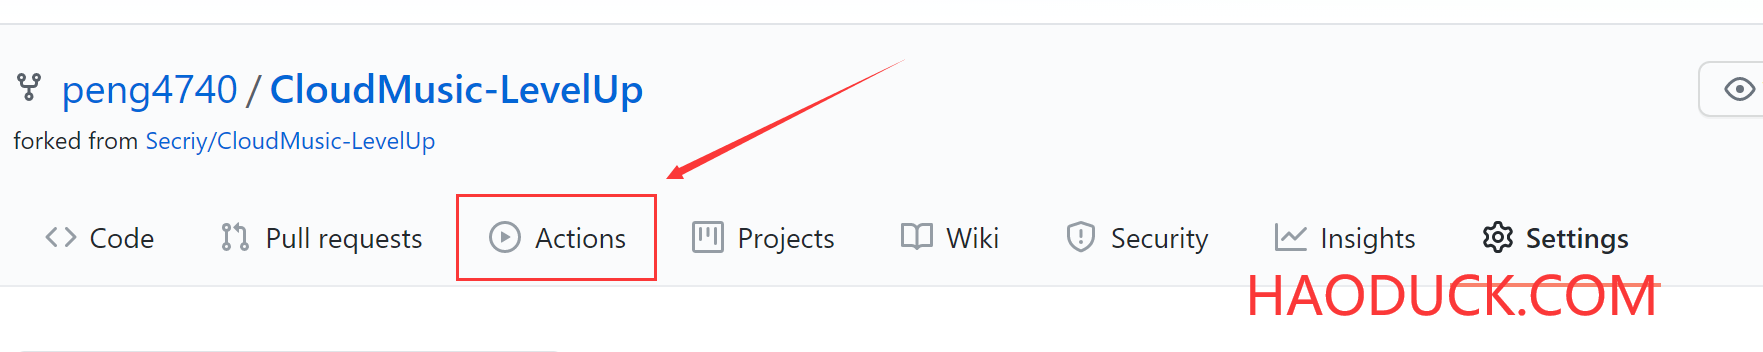 peng4740 / CloudMusic-LevelUp
forked from Secriy/CloudMusic-LevelUp
Code Pull requests Actions Projects Wiki Security Insights Settings
HAODUCK.COM